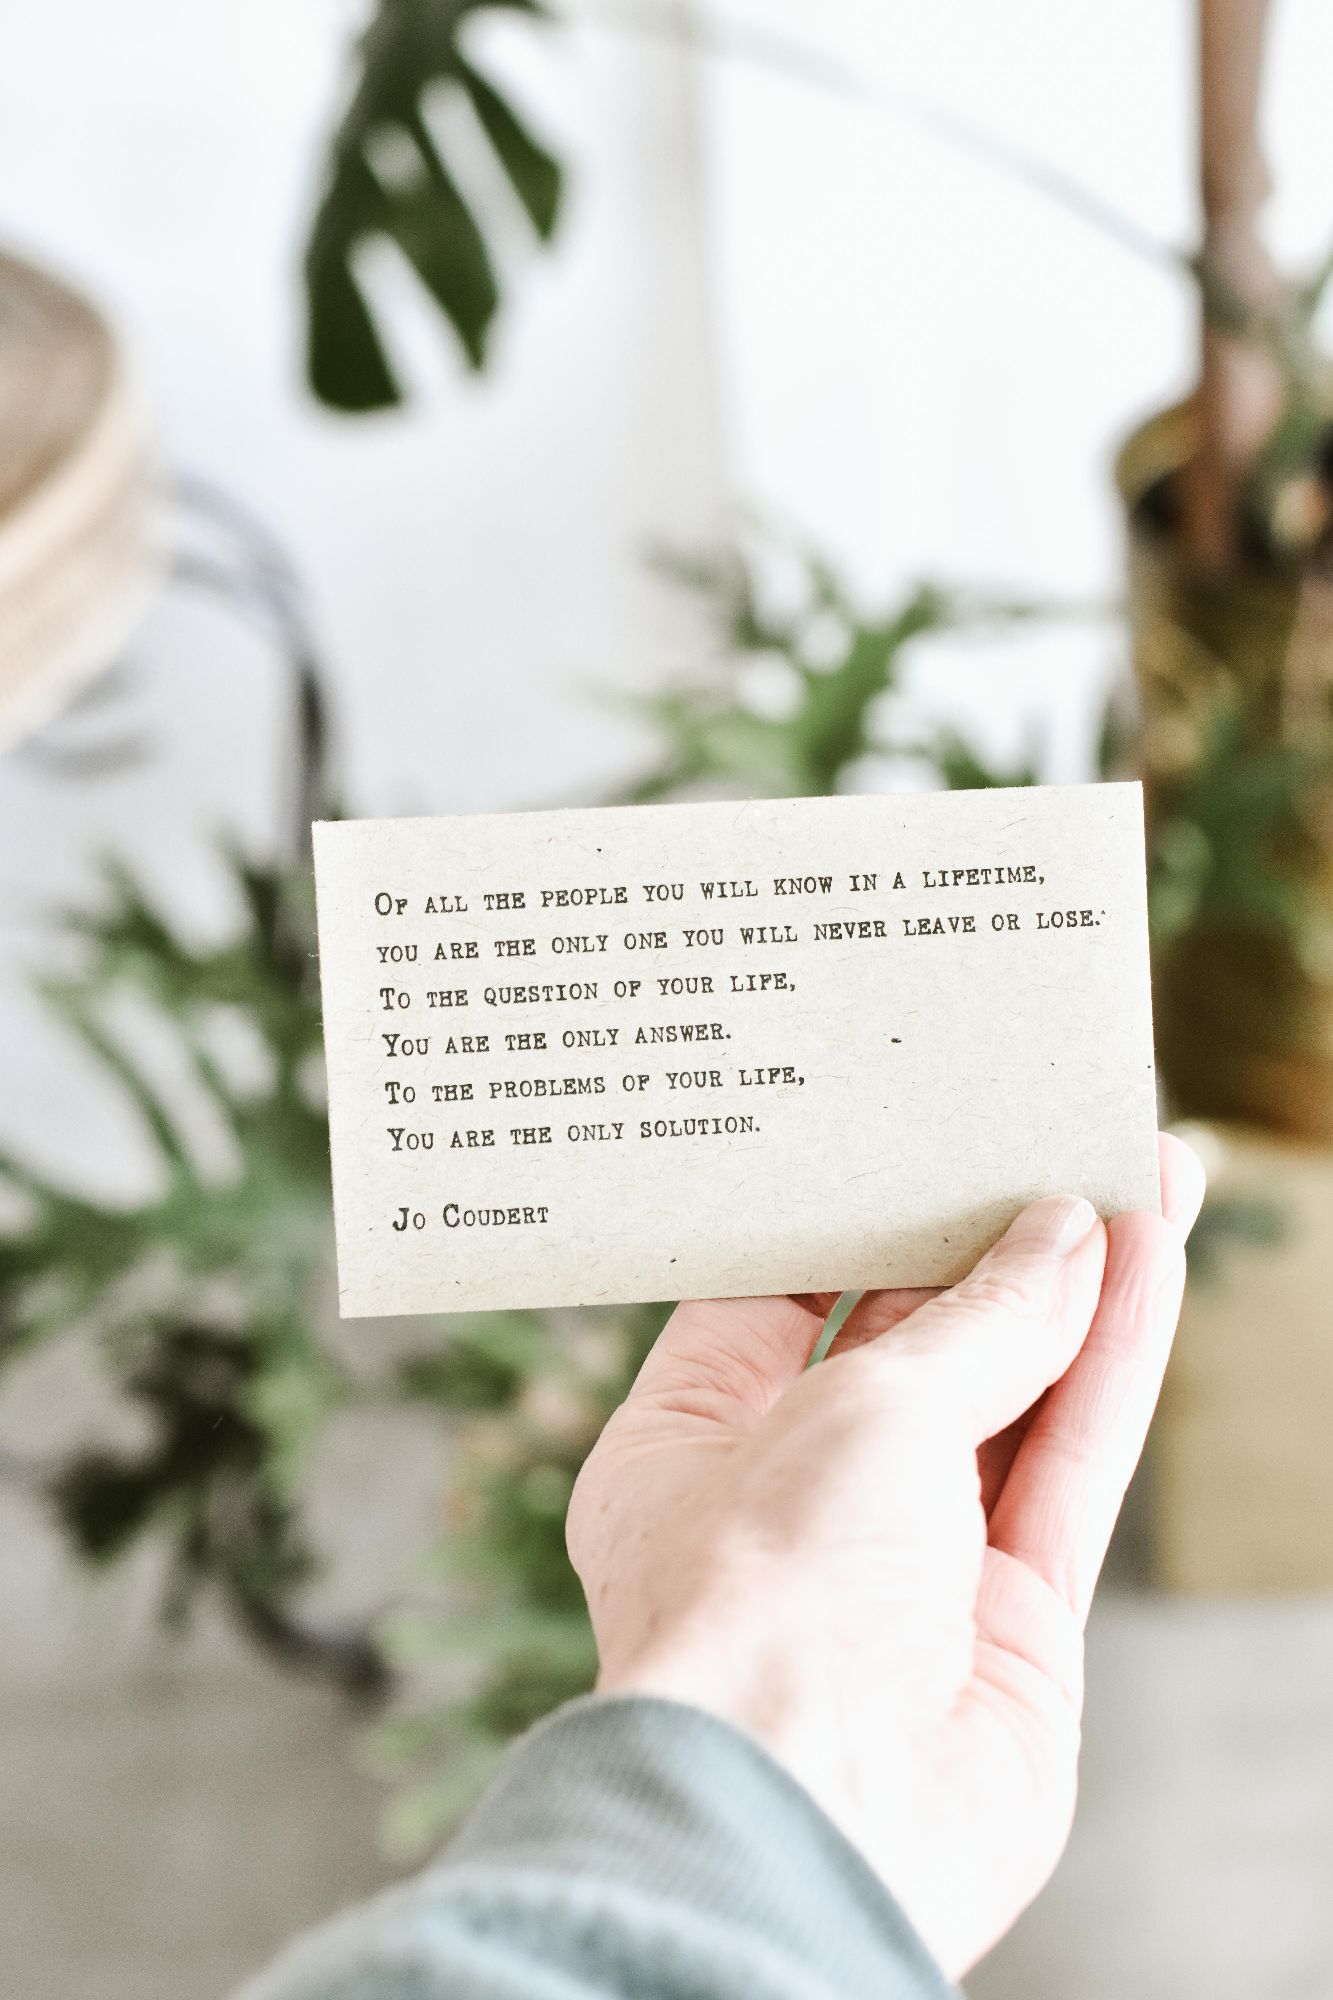 Of all the people you will know in a lifetime,
you are the only one you will never leave or lose.
To the question of your life,
You are the only answer.
To the problems of your life,
You are the only solution.
Jo Coudert